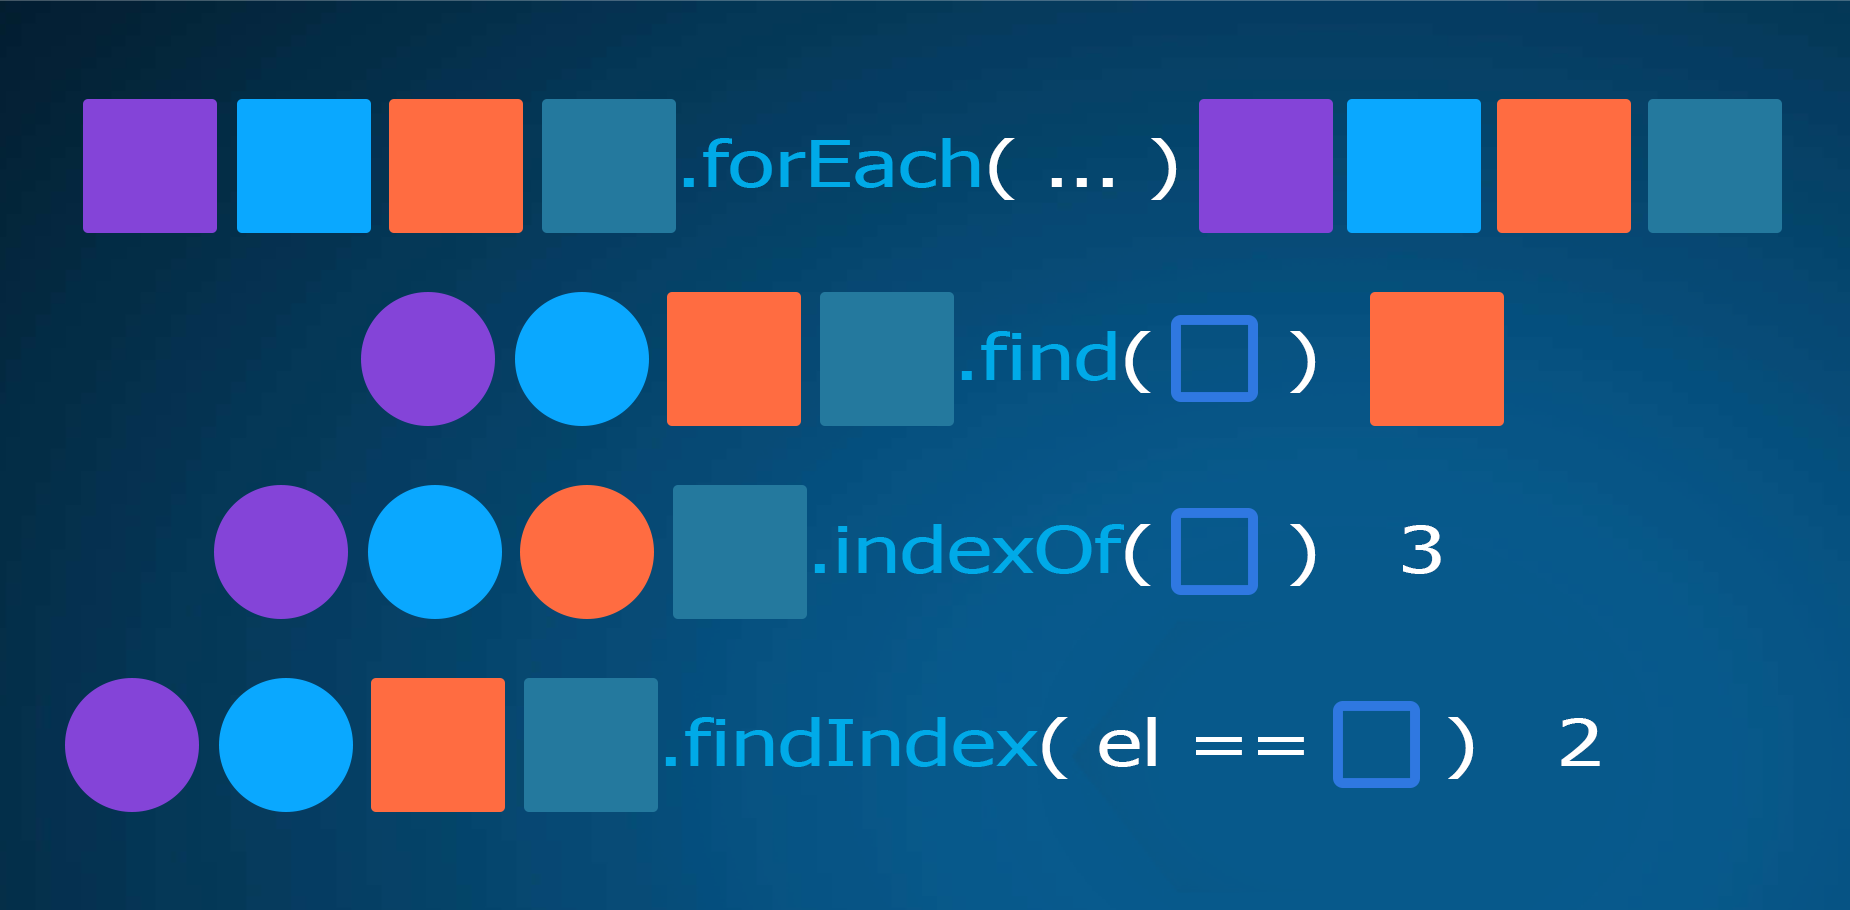 .forEach( ... )
.find( )
.indexOf( ) 3
.findIndex( el == ) 2